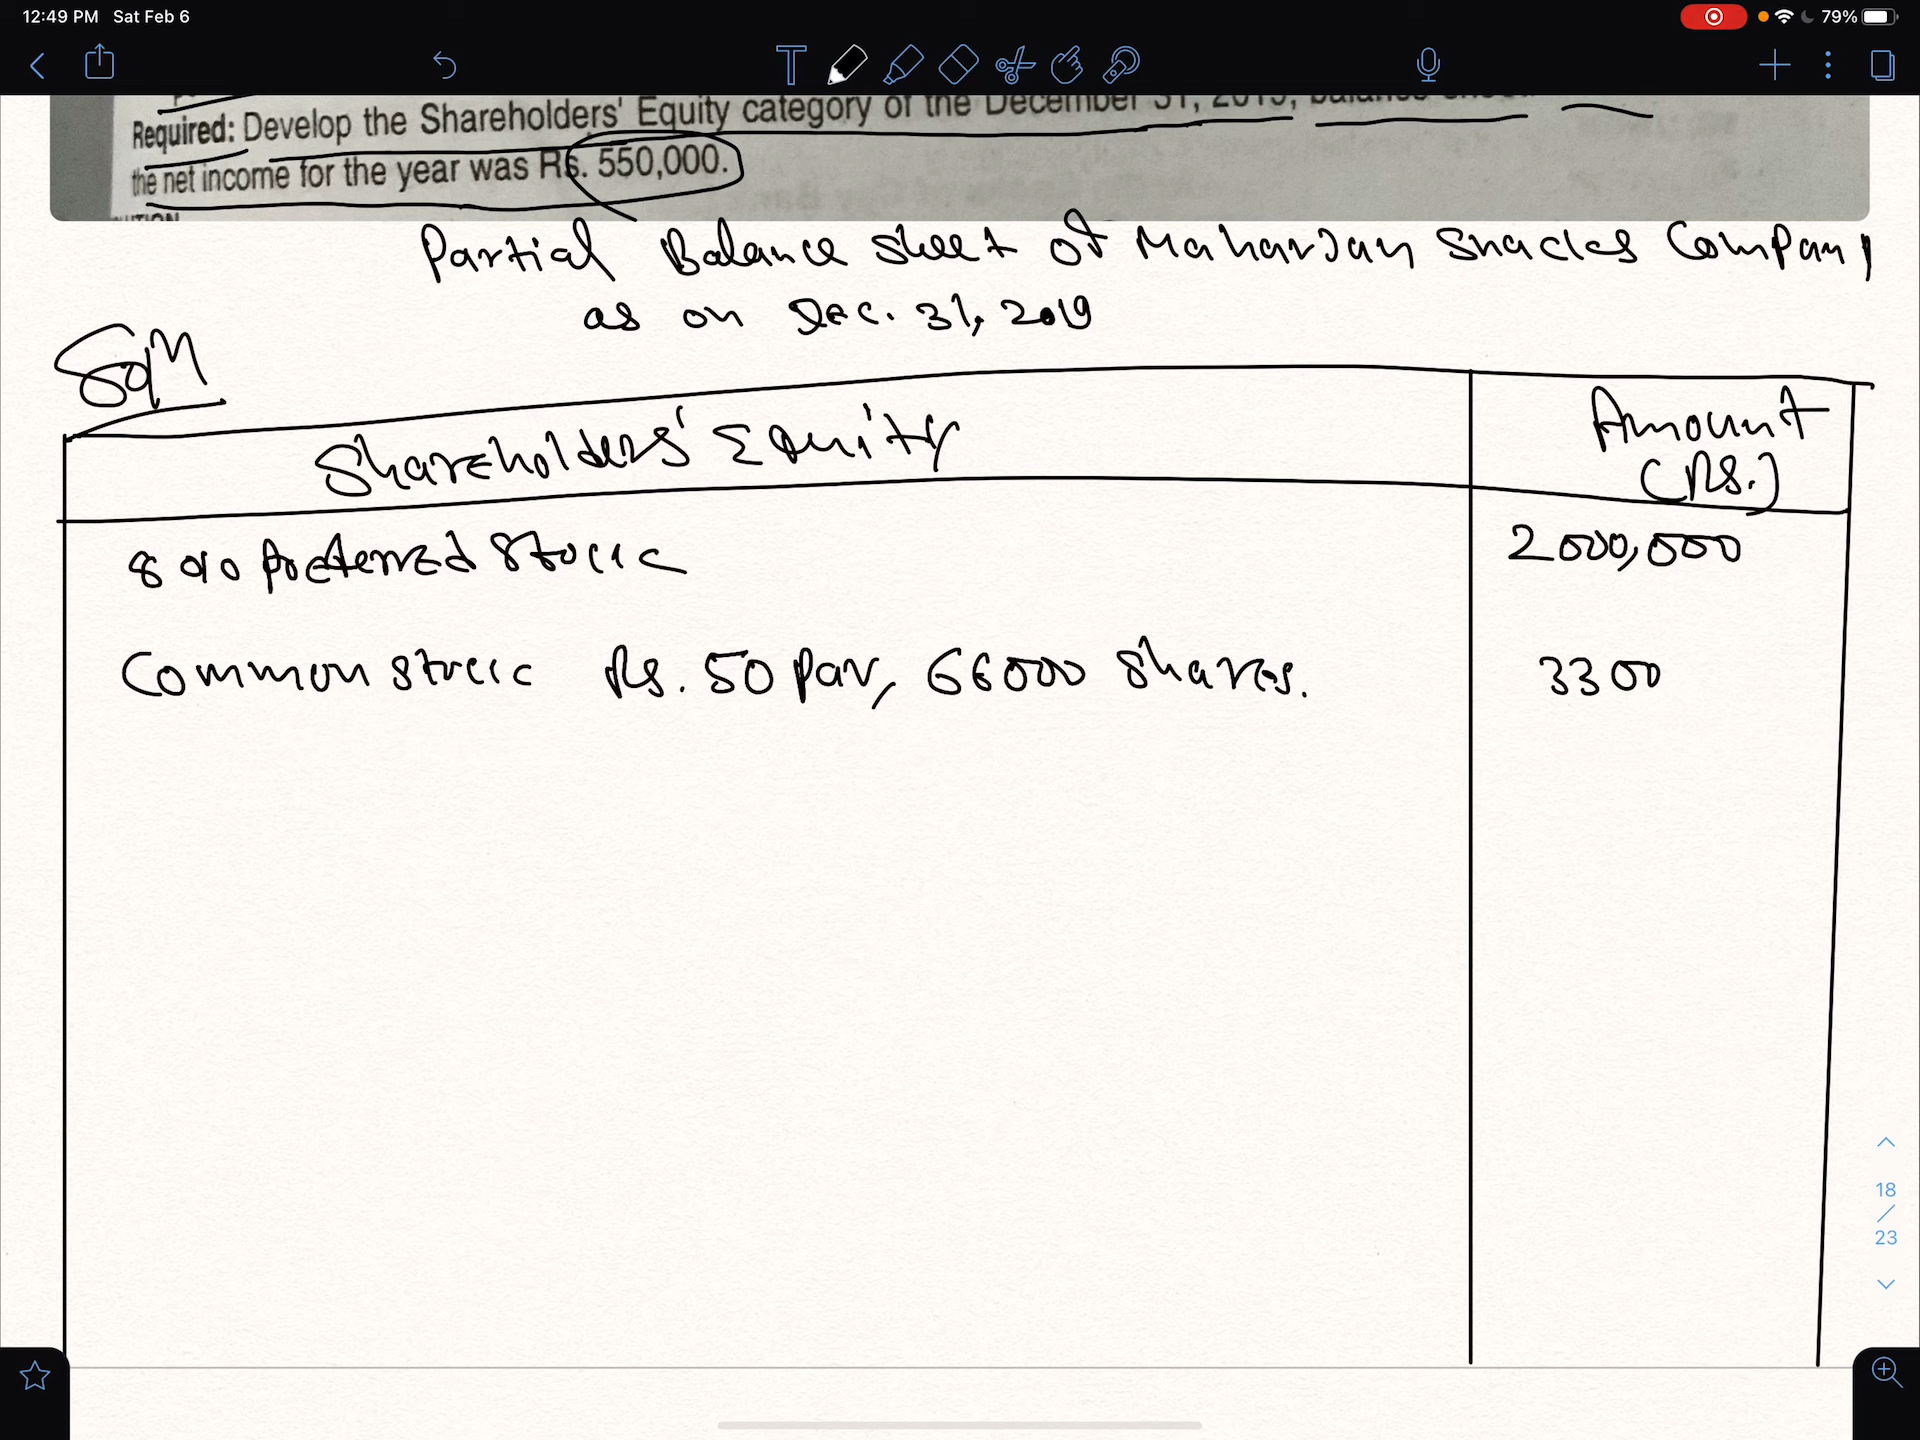 12:49 PM Sat Feb 6
79%
Required: Develop the Shareholders' Equity category of the December 31, 2019, balance
the net income for the year was Rs. 550,000.
Partial Balance Sheet of Maharjan Snacks Company
as on Dec. 31, 2019
Soln
Shareholders' Equity
Amount
(Rs.)
8% Preferred Stock
2000,000
Common stock Rs. 50 Par, 66000 Shares.
3300
18
/
23